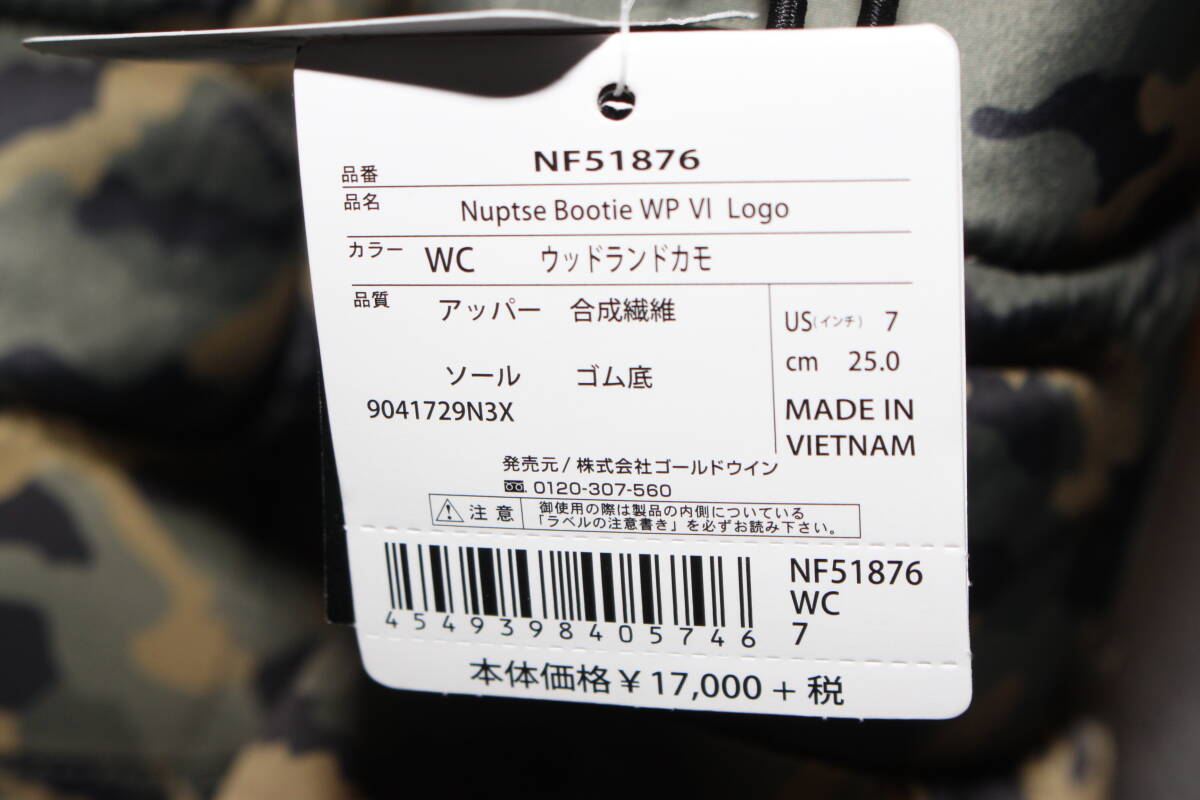 品番 NF51876
品名 Nuptse Bootie WP VI Logo
カラー WC ウッドランドカモ
品質 アッパー 合成繊維
ソール ゴム底
9041729N3X
US(インチ) 7
cm 25.0
MADE IN
VIETNAM
発売元/株式会社ゴールドウイン
0120-307-560
注意
御使用の際は製品の内側についている
「ラベルの注意書き」を必ずお読み下さい。
4549398405746
NF51876
WC
7
本体価格¥17,000+税